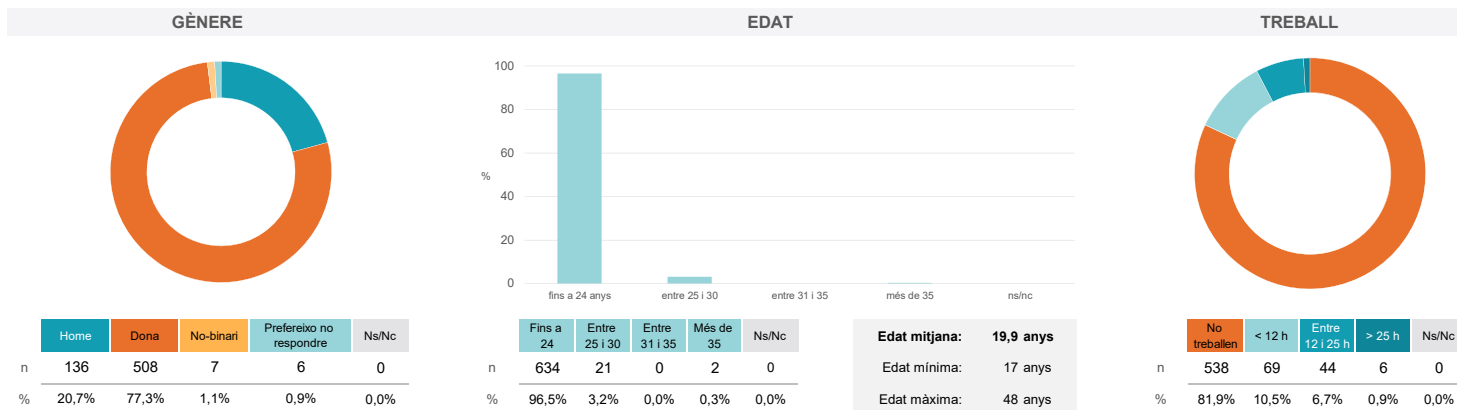 GÈNERE
EDAT
TREBALL
100
80
60
%
40
20
0
fins a 24 anys
entre 25 i 30
entre 31 i 35
més de 35
ns/nc
Home
Dona
No-binari
Prefereixo no
respondre
Ns/Nc
n 136 508 7 6 0
% 20,7% 77,3% 1,1% 0,9% 0,0%
Fins a
24
Entre
25 i 30
Entre
31 i 35
Més de
35
Ns/Nc
n 634 21 0 2 0
% 96,5% 3,2% 0,0% 0,3% 0,0%
Edat mitjana: 19,9 anys
Edat mínima: 17 anys
Edat màxima: 48 anys
No
treballen
< 12 h
Entre
12 i 25 h
> 25 h
Ns/Nc
n 538 69 44 6 0
% 81,9% 10,5% 6,7% 0,9% 0,0%